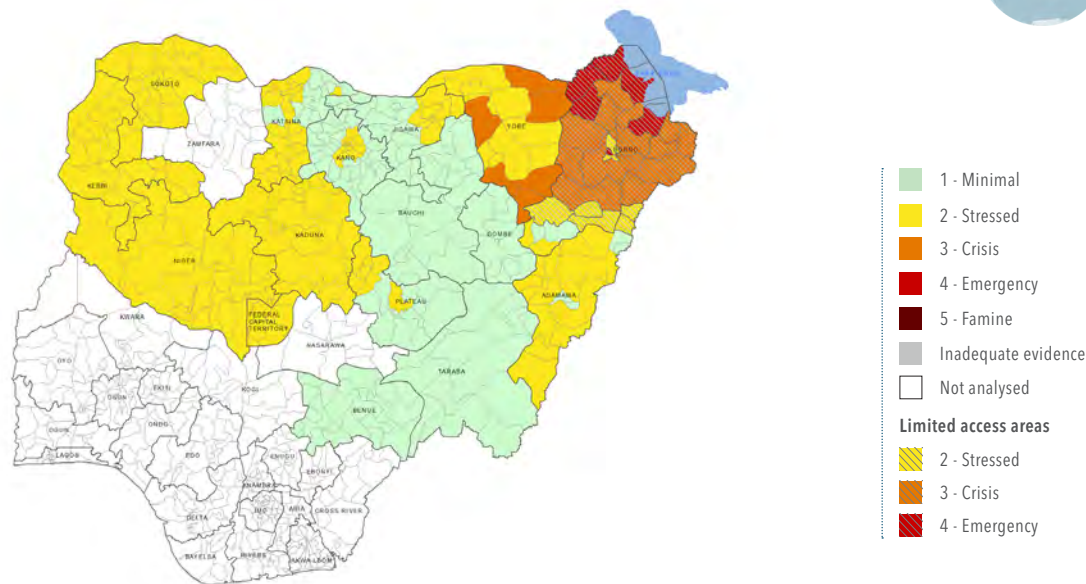 SOKOTO
ZAMFARA
KATSINA
JIGAWA
KANO
YOBE
BORNO
KEBBI
BAUCHI
GOMBE
KADUNA
NIGER
PLATEAU
ADAMAWA
FEDERAL
CAPITAL
TERRITORY
KWARA
NASARAWA
TARABA
OYO
KOGI
BENUE
EKITI
OSUN
ONDO
OGUN
LAGOS
EDO
ENUGU
EBONYI
ANAMBRA
DELTA
IMO
ABIA
CROSS RIVER
BAYELSA
RIVERS
AKWA IBOM
1 - Minimal
2 - Stressed
3 - Crisis
4 - Emergency
5 - Famine
Inadequate evidence
Not analysed
Limited access areas
2 - Stressed
3 - Crisis
4 - Emergency